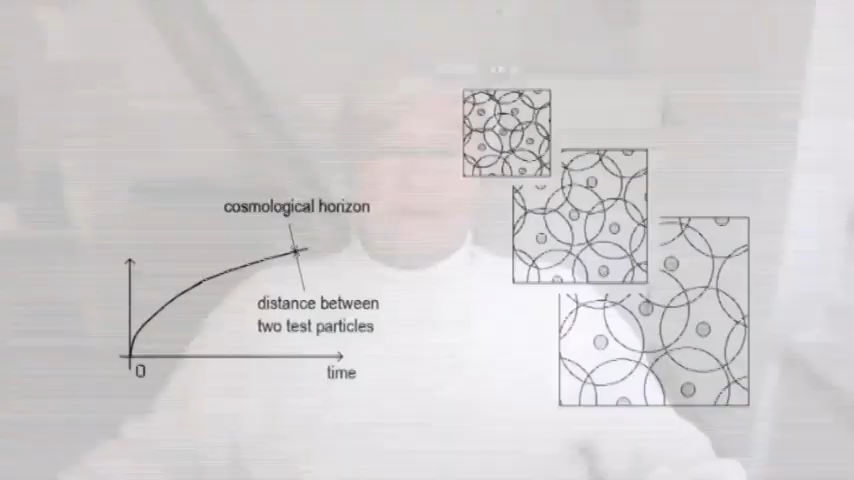 cosmological horizon
distance between
two test particles
0
time